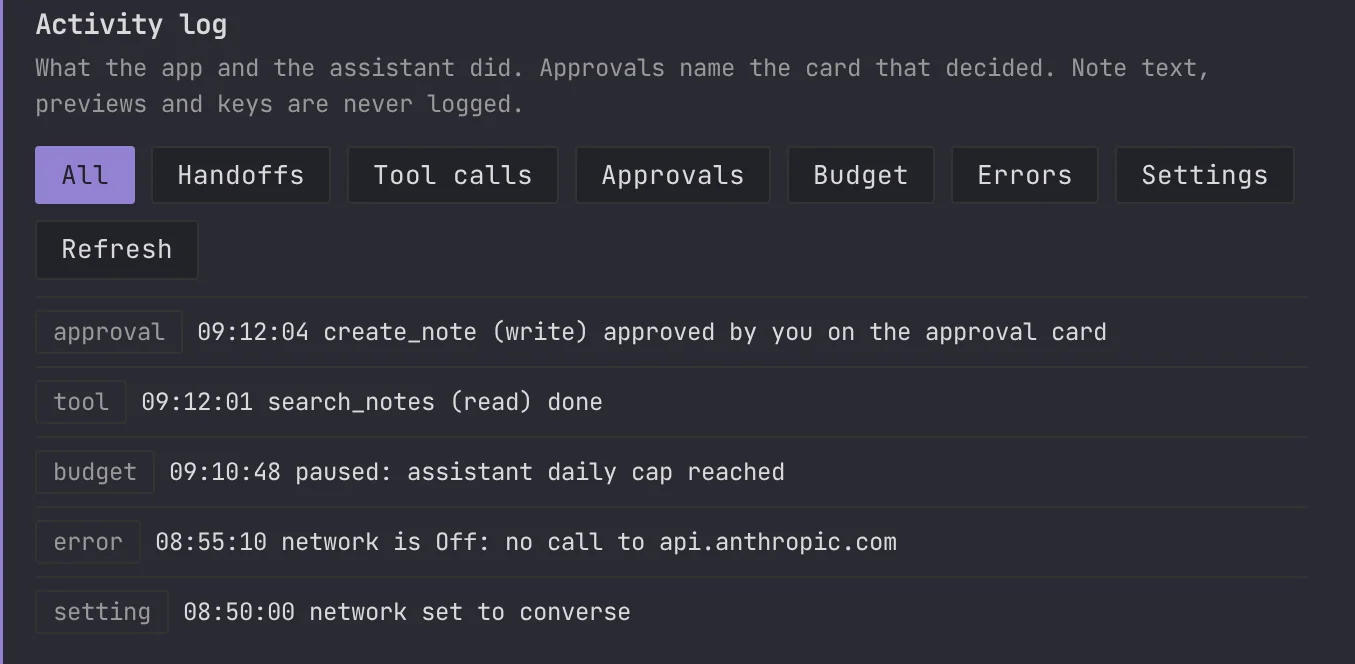 Activity log
What the app and the assistant did. Approvals name the card that decided. Note text,
previews and keys are never logged.
All Handoffs Tool calls Approvals Budget Errors Settings
Refresh
approval 09:12:04 create_note (write) approved by you on the approval card
tool 09:12:01 search_notes (read) done
budget 09:10:48 paused: assistant daily cap reached
error 08:55:10 network is Off: no call to api.anthropic.com
setting 08:50:00 network set to converse